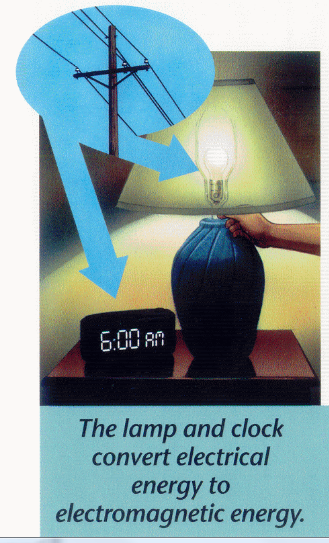 6:00 AM
The lamp and clock
convert electrical
energy to
electromagnetic energy.